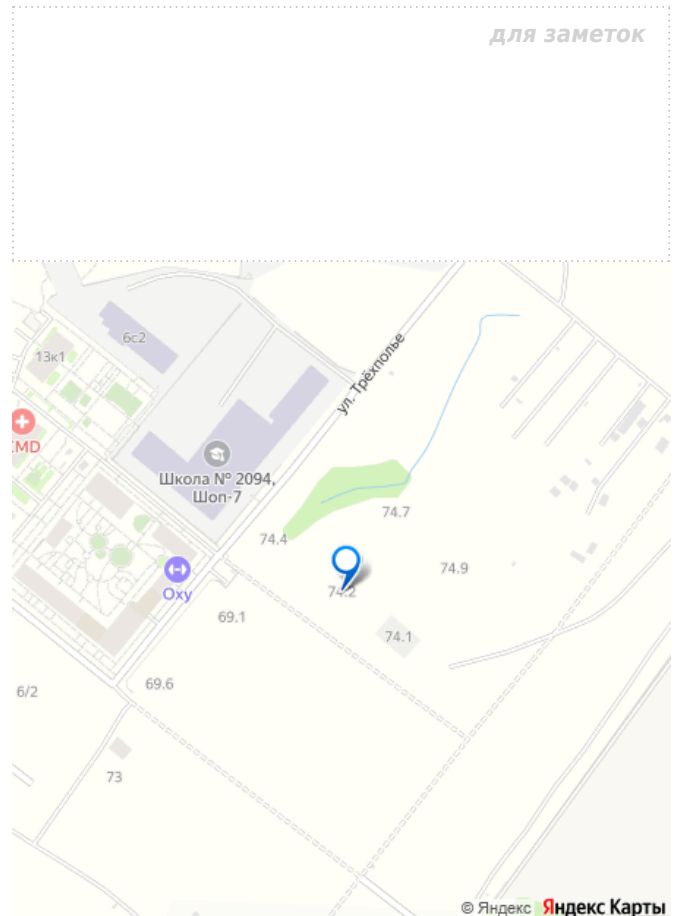 для заметок
6с2
13к1
ул. Трёхполье
CMD
Школа № 2094,
Шоп-7
74.7
74.4
Oxy
74.9
74.2
69.1
74.1
69.6
6/2
73
© Яндекс Яндекс Карты